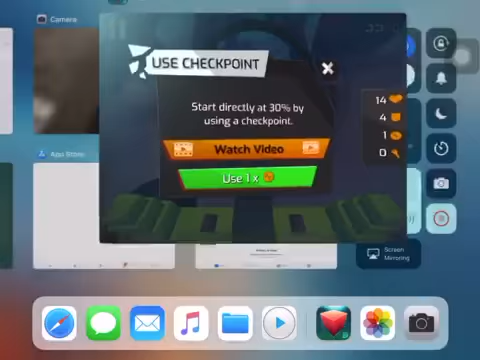 Camera
USE CHECKPOINT
Start directly at 30% by
using a checkpoint.
14
4
Watch Video
1
0
Use 1 x
App Store
Screen
Mirroring